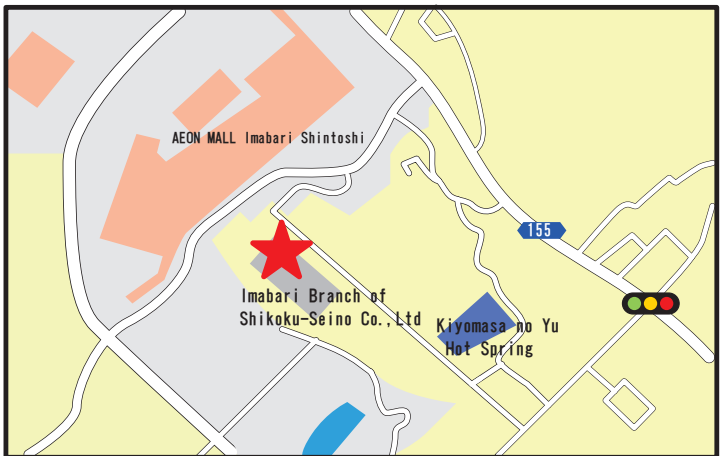 AEON MALL Imabari Shintoshi
155
Imabari Branch of
Shikoku-Seino Co.,Ltd
Kiyomasa no Yu
Hot Spring